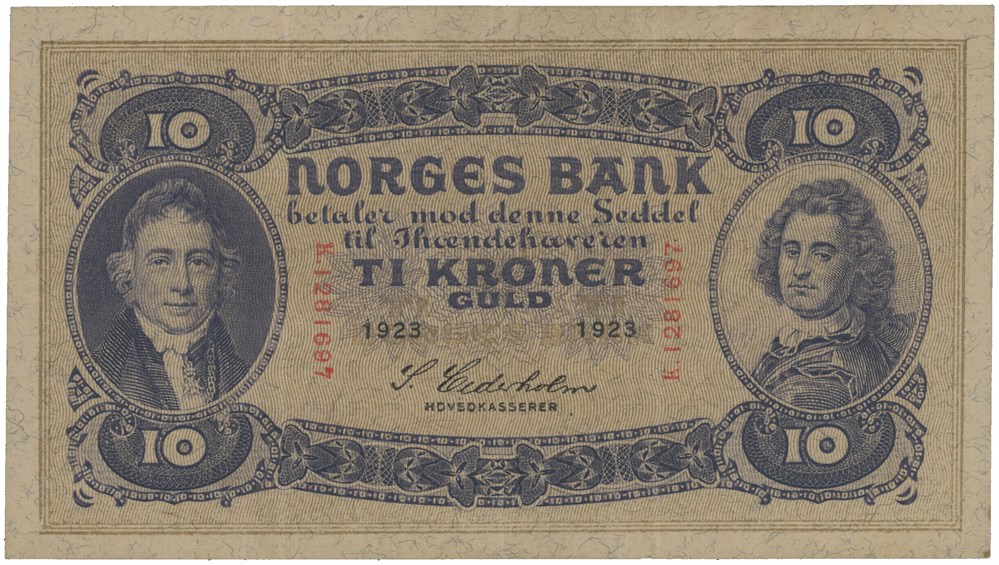 10 10
NORGES BANK
betaler mod denne Seddel
til Ihændehaveren
TI KRONER
GULD
K.1281697
K.1281697
1923 1923
S. Cederholm
HOVEDKASSERER
10 10